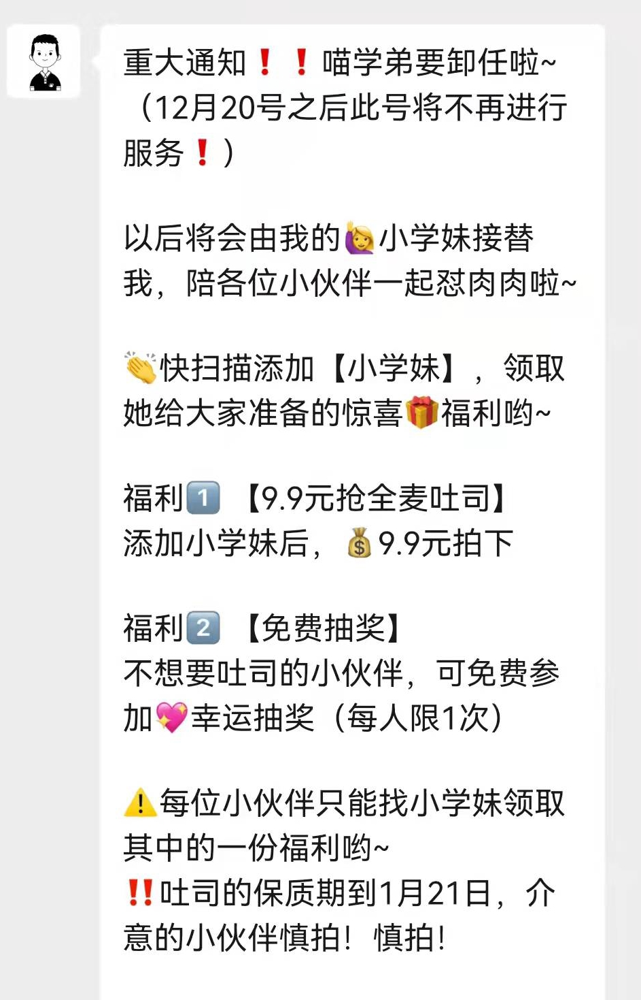 重大通知❗❗喵学弟要卸任啦~
（12月20号之后此号将不再进行
服务❗）
以后将会由我的🙋‍♀️小学妹接替
我，陪各位小伙伴一起怼肉肉啦~
👏快扫描添加【小学妹】，领取
她给大家准备的惊喜🎁福利哟~
福利1️⃣【9.9元抢全麦吐司】
添加小学妹后，💰9.9元拍下
福利2️⃣【免费抽奖】
不想要吐司的小伙伴，可免费参
加💖幸运抽奖（每人限1次）
⚠️每位小伙伴只能找小学妹领取
其中的一份福利哟~
‼️吐司的保质期到1月21日，介
意的小伙伴慎拍！慎拍！